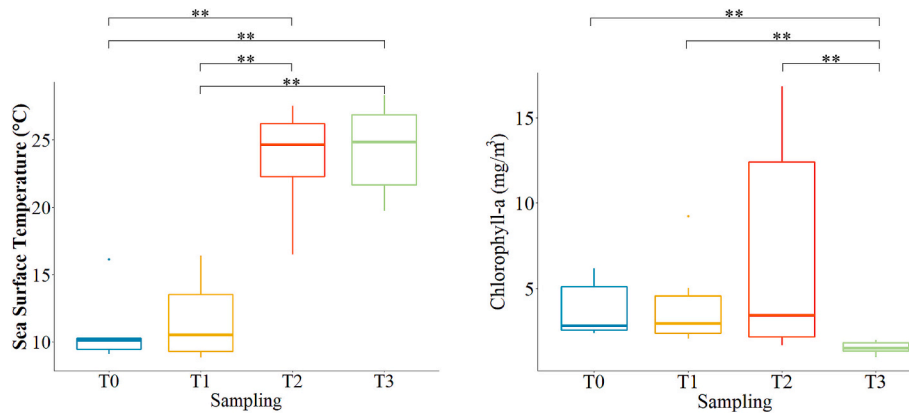 **
**
**
**
Sea Surface Temperature (°C)
25
20
15
10
T0 T1 T2 T3
Sampling
**
**
**
Chlorophyll-a (mg/m³)
15
10
5
T0 T1 T2 T3
Sampling